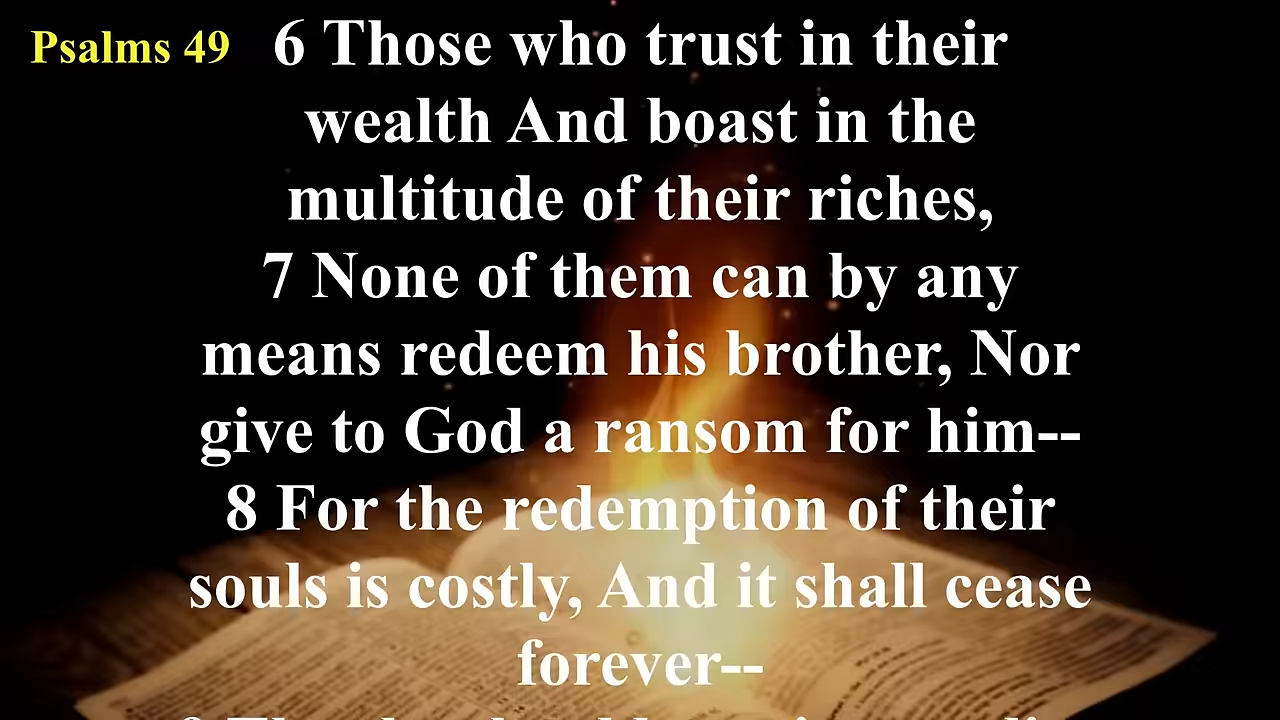 Psalms 49
6 Those who trust in their
wealth And boast in the
multitude of their riches,
7 None of them can by any
means redeem his brother, Nor
give to God a ransom for him--
8 For the redemption of their
souls is costly, And it shall cease
forever--